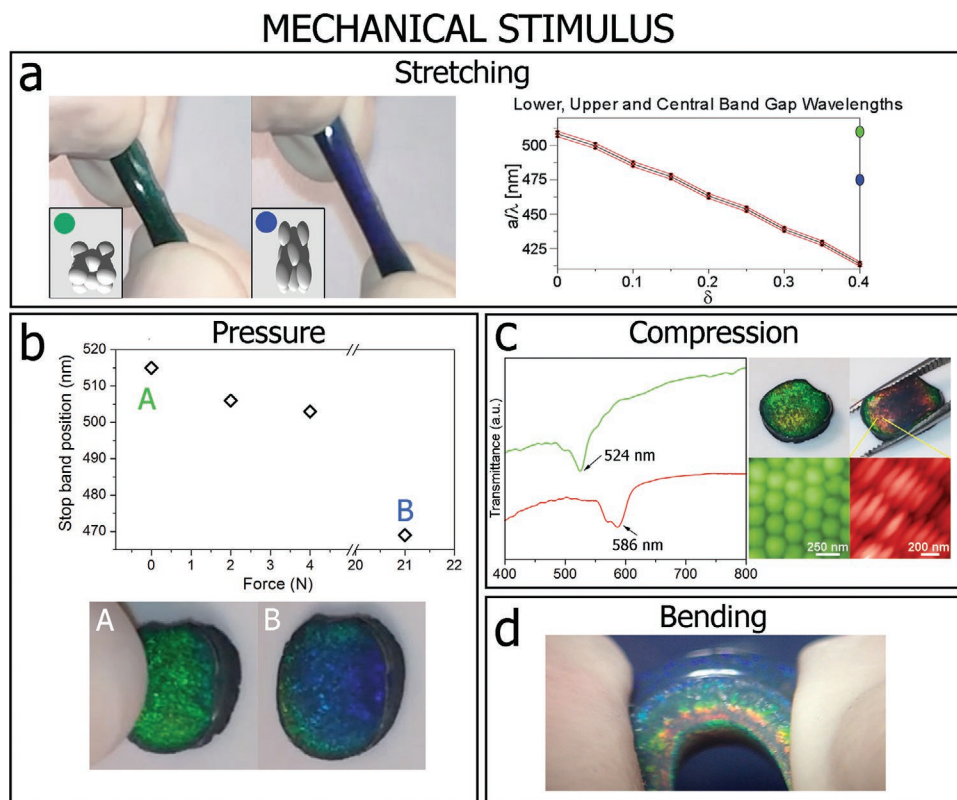 MECHANICAL STIMULUS
a
Stretching
Lower, Upper and Central Band Gap Wavelengths
a/λ [nm]
500
475
450
425
0
0.1
0.2
0.3
0.4
δ
b
Pressure
Stop band position (nm)
520
510
500
490
480
470
A
B
0
1
2
3
4
20
21
22
Force (N)
A
B
c
Compression
Transmittance (a.u.)
524 nm
586 nm
400
500
600
700
800
250 nm
200 nm
d
Bending